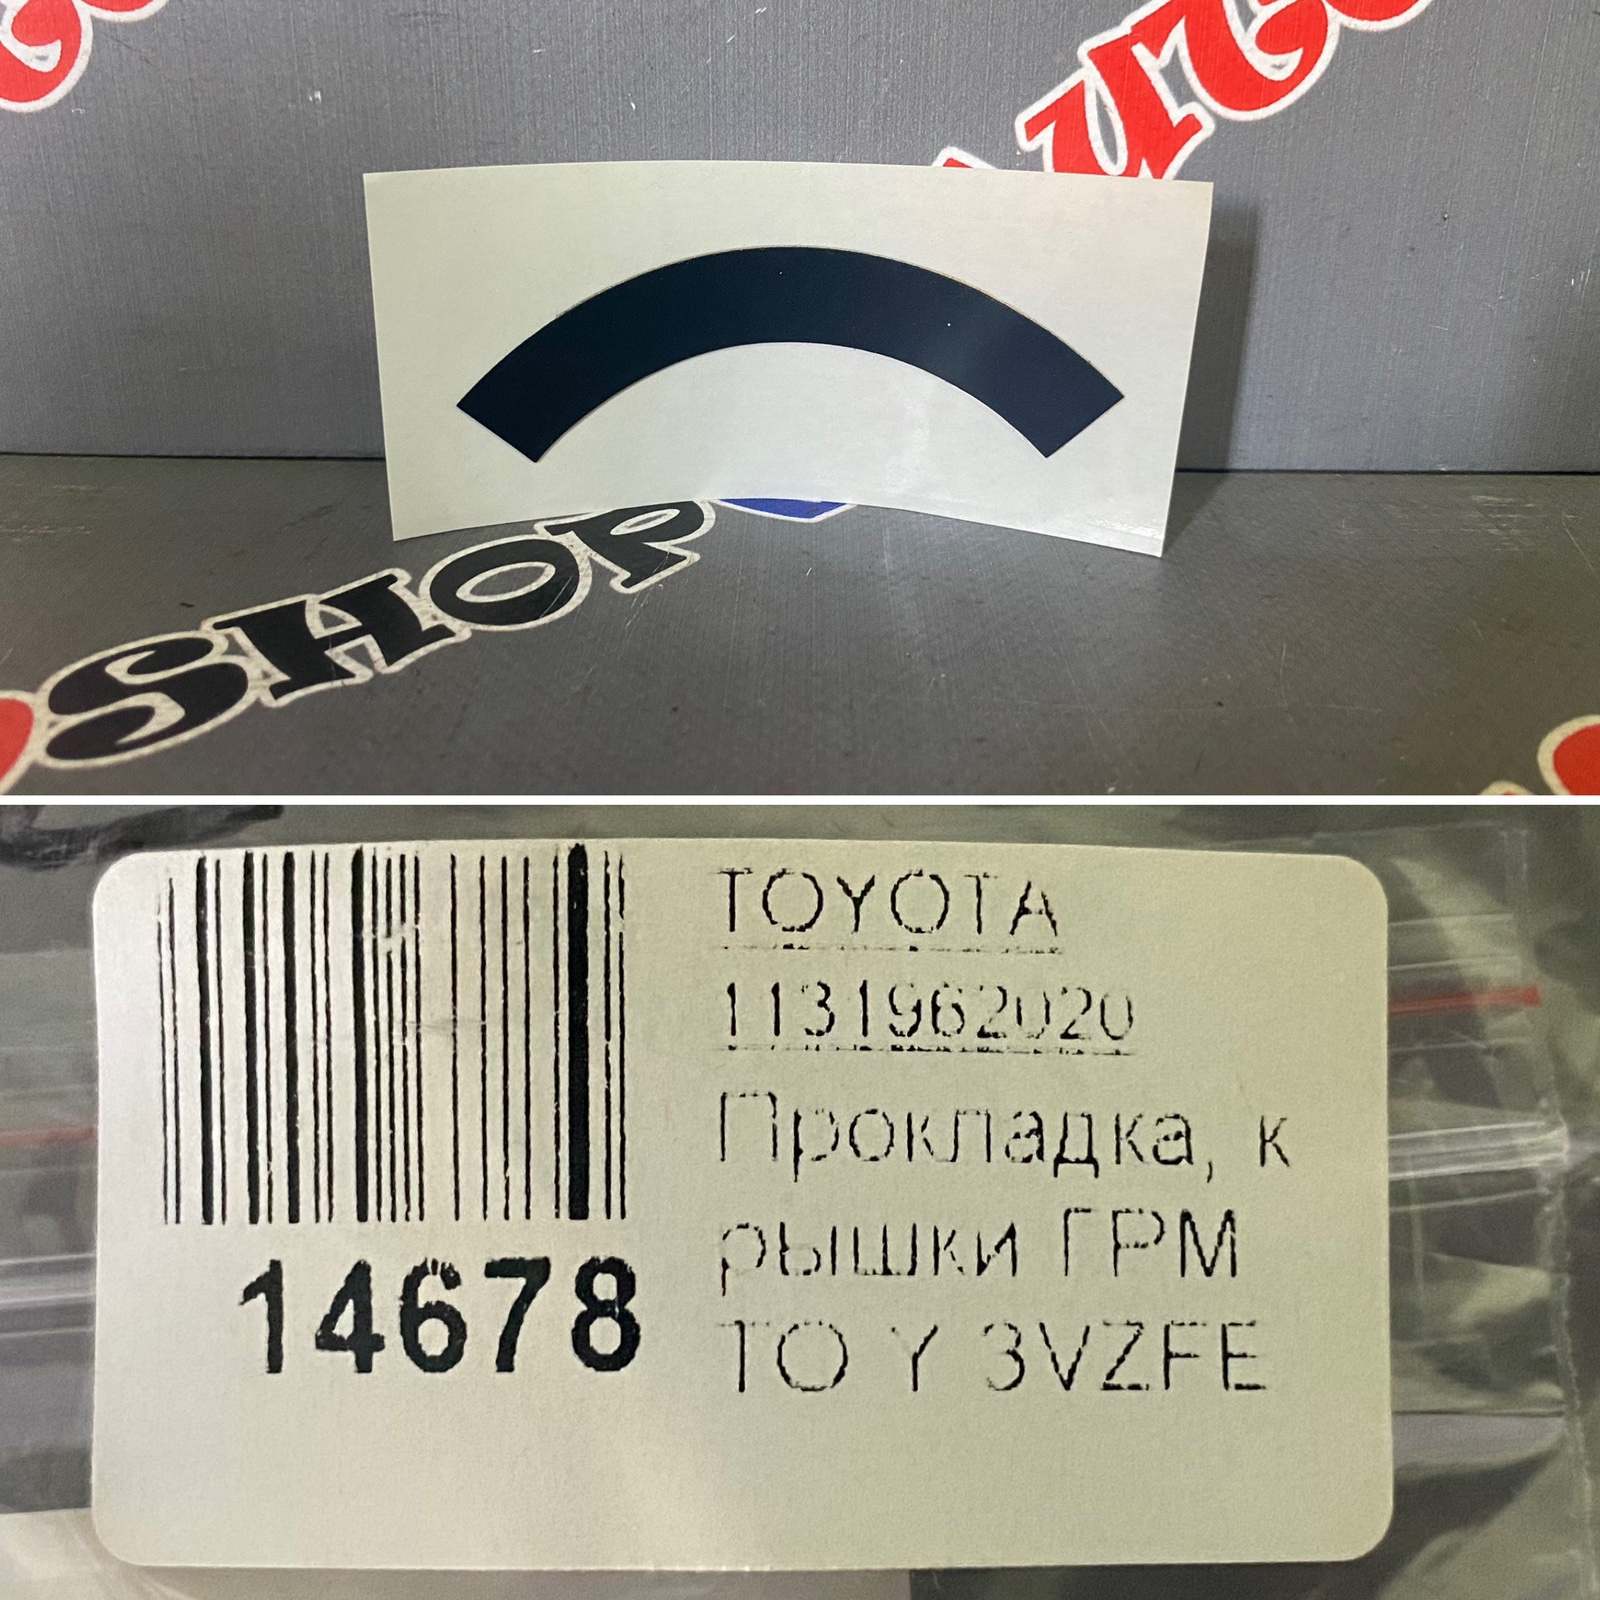 SHOP
TOYOTA
1131962020
Прокладка, к
рышки ГРМ
TO Y 3VZFE
14678